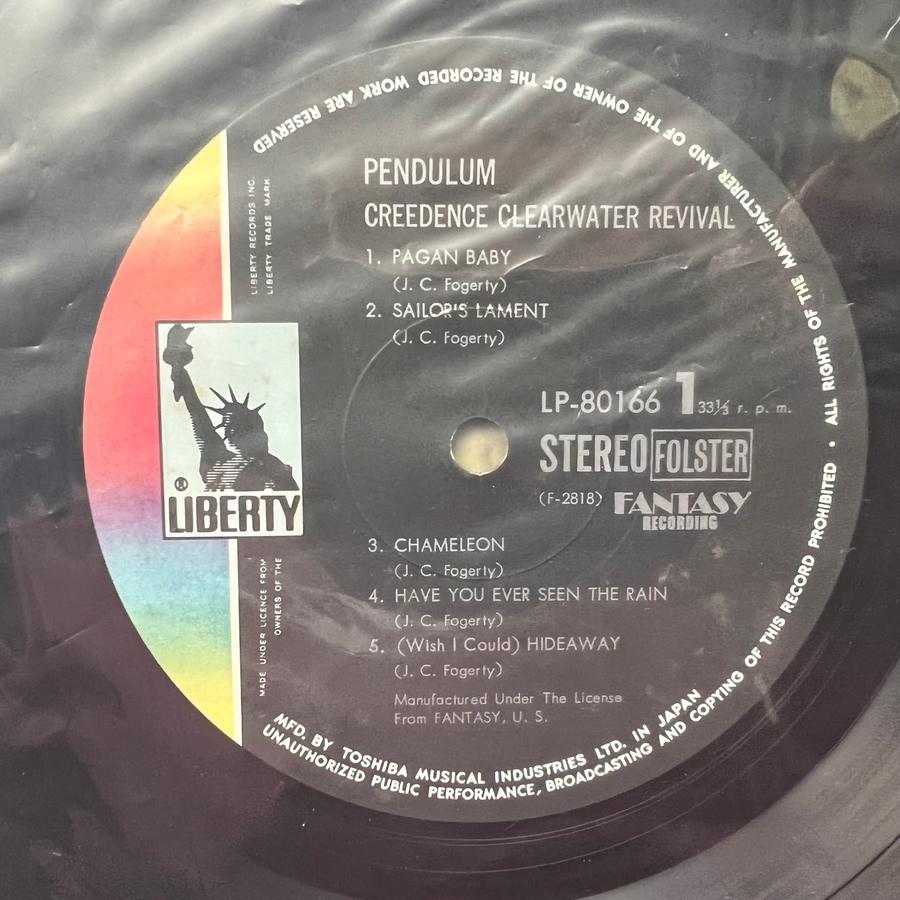 PENDULUM
CREEDENCE CLEARWATER REVIVAL
1. PAGAN BABY
(J. C. Fogerty)
2. SAILOR'S LAMENT
(J. C. Fogerty)
LP-80166 1 33⅓ r. p. m.
STEREO FOLSTER
(F-2818) FANTASY
RECORDING
3. CHAMELEON
(J. C. Fogerty)
4. HAVE YOU EVER SEEN THE RAIN
(J. C. Fogerty)
5. (Wish I Could) HIDEAWAY
(J. C. Fogerty)
Manufactured Under The License
From FANTASY, U. S.
LIBERTY RECORDS INC.
LIBERTY TRADE MARK
®
LIBERTY
MADE UNDER LICENCE FROM
OWNERS OF THE
MFD. BY TOSHIBA MUSICAL INDUSTRIES LTD. IN JAPAN
UNAUTHORIZED PUBLIC PERFORMANCE, BROADCASTING AND COPYING OF THIS RECORD PROHIBITED • ALL RIGHTS OF THE MANUFACTURER AND OF THE OWNER OF THE RECORDED WORK ARE RESERVED